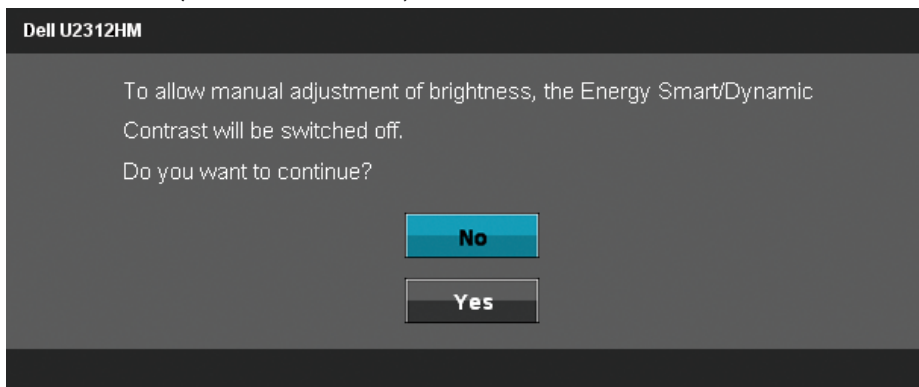 Dell U2312HM
To allow manual adjustment of brightness, the Energy Smart/Dynamic
Contrast will be switched off.
Do you want to continue?
No
Yes